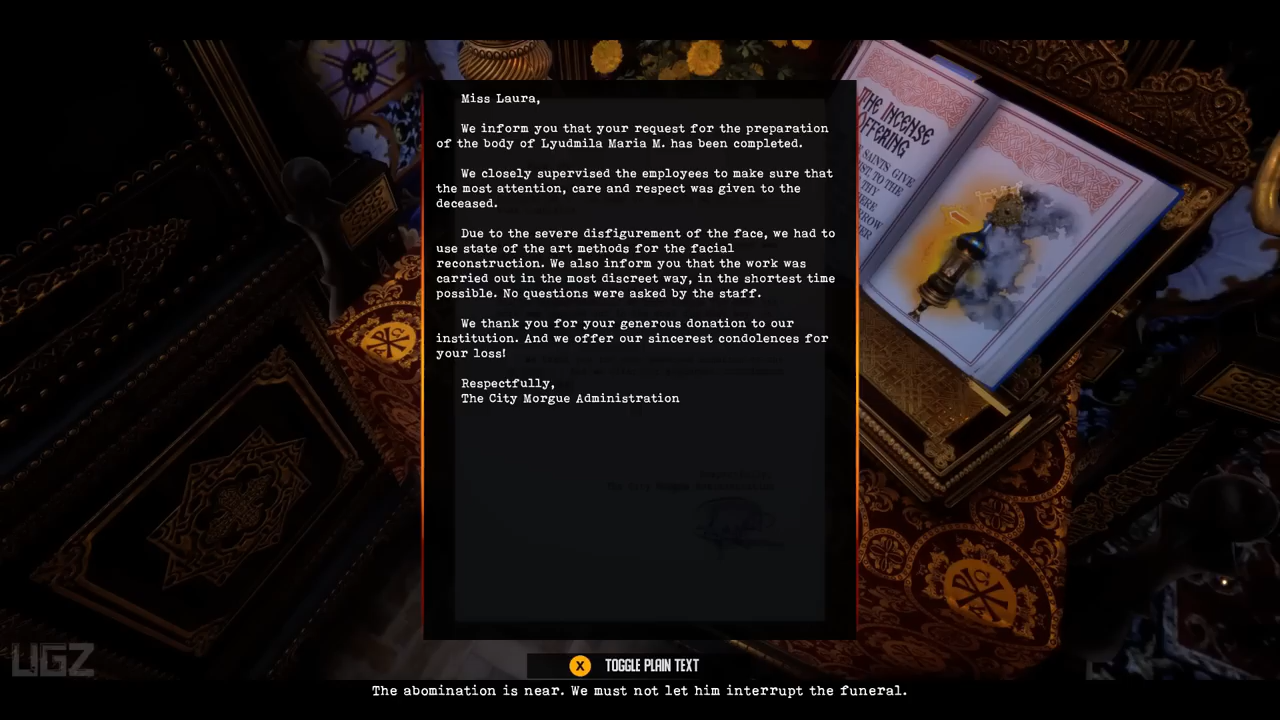 Miss Laura,
We inform you that your request for the preparation
of the body of Lyudmila Maria M. has been completed.
We closely supervised the employees to make sure that
the most attention, care and respect was given to the
deceased.
Due to the severe disfigurement of the face, we had to
use state of the art methods for the facial
reconstruction. We also inform you that the work was
carried out in the most discreet way, in the shortest time
possible. No questions were asked by the staff.
We thank you for your generous donation to our
institution. And we offer our sincerest condolences for
your loss!
Respectfully,
The City Morgue Administration
THE INCENSE
OFFERING
SAINTS GIVE
TO THE
THY
UGZ
X TOGGLE PLAIN TEXT
The abomination is near. We must not let him interrupt the funeral.